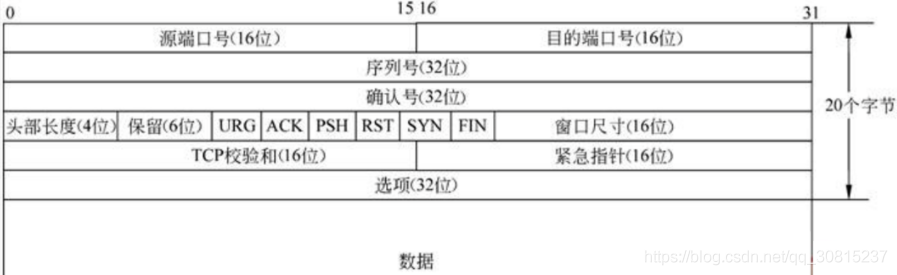 0 15 16 31
源端口号(16位) 目的端口号(16位)
序列号(32位)
确认号(32位)
20个字节
头部长度(4位) 保留(6位) URG ACK PSH RST SYN FIN 窗口尺寸(16位)
TCP校验和(16位) 紧急指针(16位)
选项(32位)
数据
https://blog.csdn.net/qq_30815237